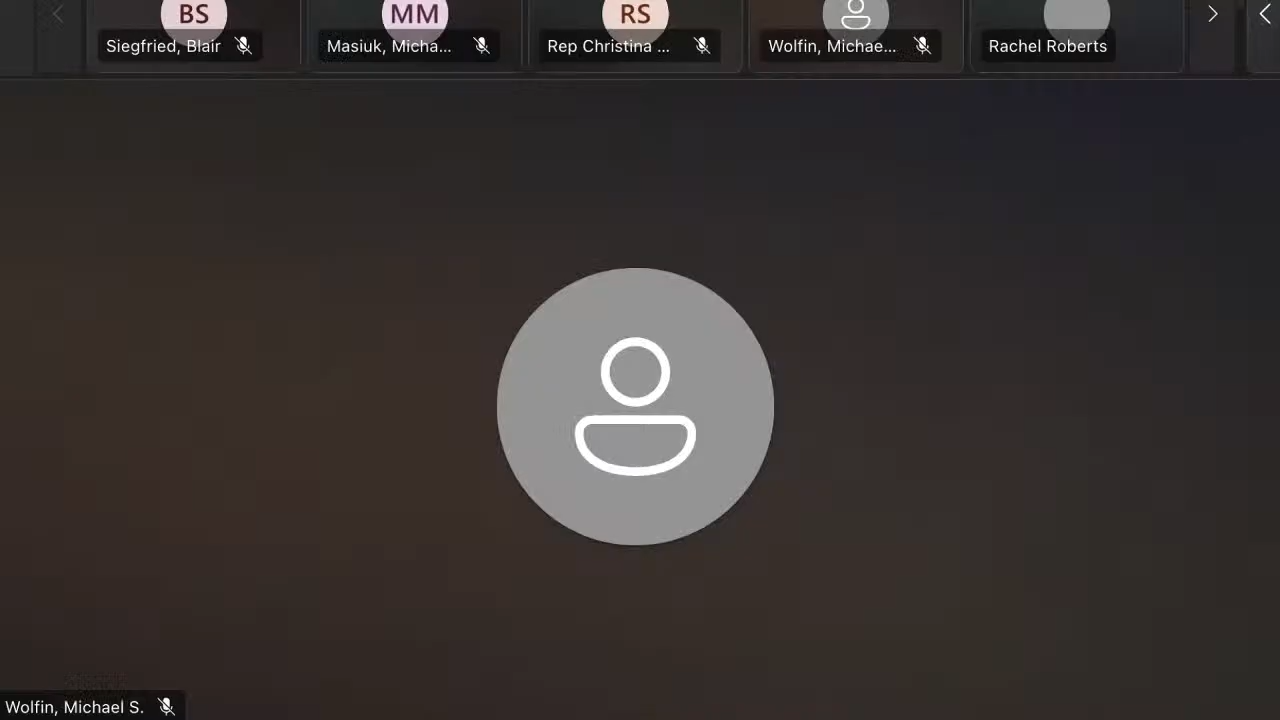 BS
MM
RS
Siegfried, Blair
Masiuk, Micha...
Rep Christina ...
Wolfin, Michae...
Rachel Roberts
Wolfin, Michael S.